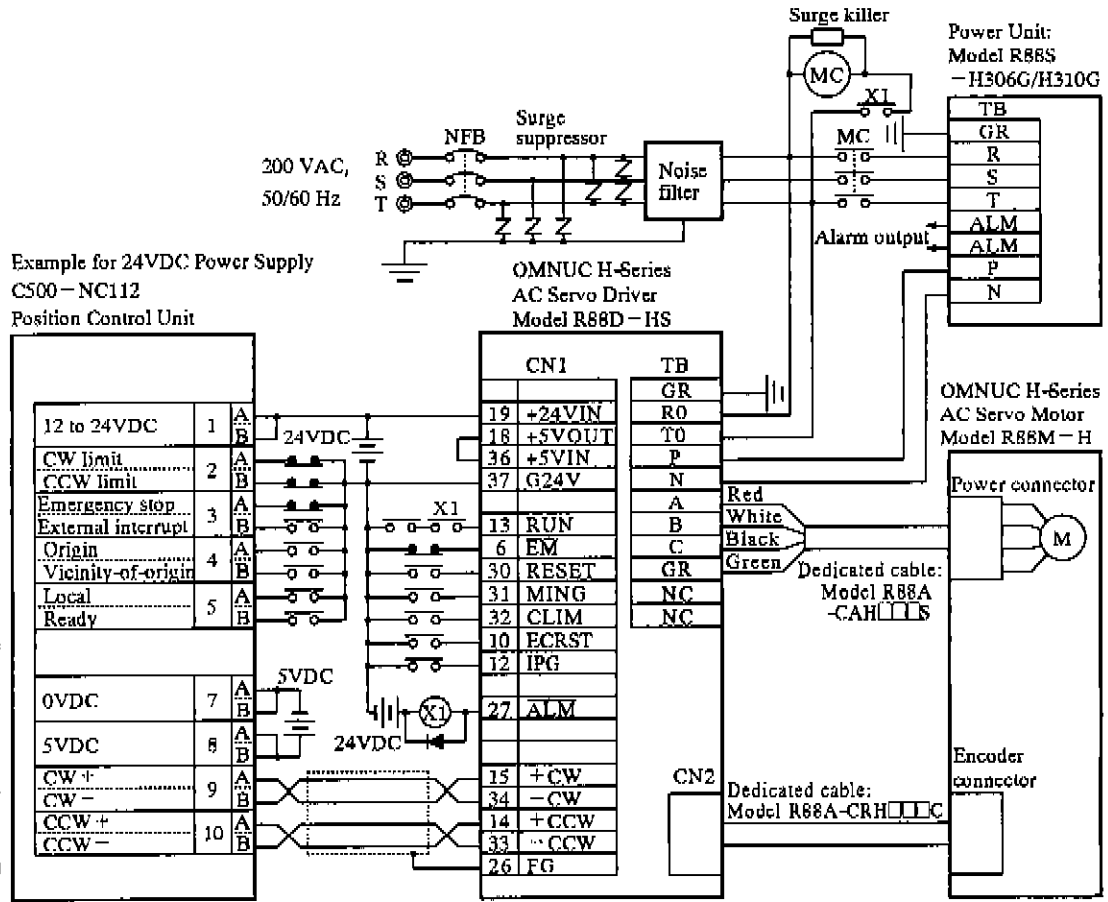 Surge killer
Power Unit:
Model R88S
-H306G/H310G
MC
X1
TB
GR
R
S
T
ALM
ALM
P
N
MC
Alarm output
Surge
suppressor
NFB
200 VAC,
50/60 Hz
R
S
T
Noise
filter
Example for 24VDC Power Supply
C500-NC112
Position Control Unit
12 to 24VDC 1 A
B
CW limit 2 A
CCW limit B
Emergency stop 3 A
External interrupt B
Origin 4 A
Vicinity-of-origin B
Local 5 A
Ready B
0VDC 7 A
B
5VDC 8 A
B
CW+ 9 A
CW- B
CCW+ 10 A
CCW- B
24VDC
X1
5VDC
X1
24VDC
OMNUC H-Series
AC Servo Driver
Model R88D-HS
CN1
19 +24VIN
18 +5VOUT
36 +5VIN
37 G24V
13 RUN
6 EM
30 RESET
31 MING
32 CLIM
10 ECRST
12 IPG
27 ALM
15 +CW
34 -CW
14 +CCW
33 -CCW
26 FG
TB
GR
R0
T0
P
N
A
B
C
GR
NC
NC
CN2
Red
White
Black
Green
Dedicated cable:
Model R88A
-CAH□□□S
Dedicated cable:
Model R88A-CRH□□□C
OMNUC H-Series
AC Servo Motor
Model R88M-H
Power connector
M
Encoder
connector